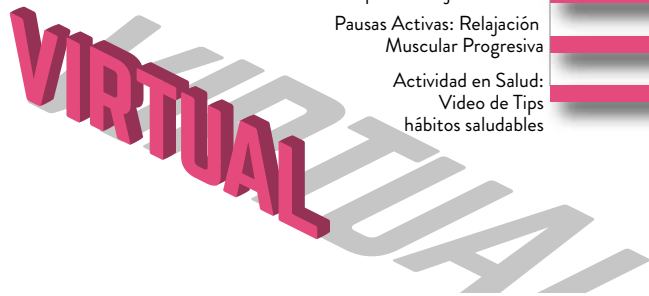 Pausas Activas: Relajación
Muscular Progresiva
Actividad en Salud:
Video de Tips
hábitos saludables
VIRTUAL